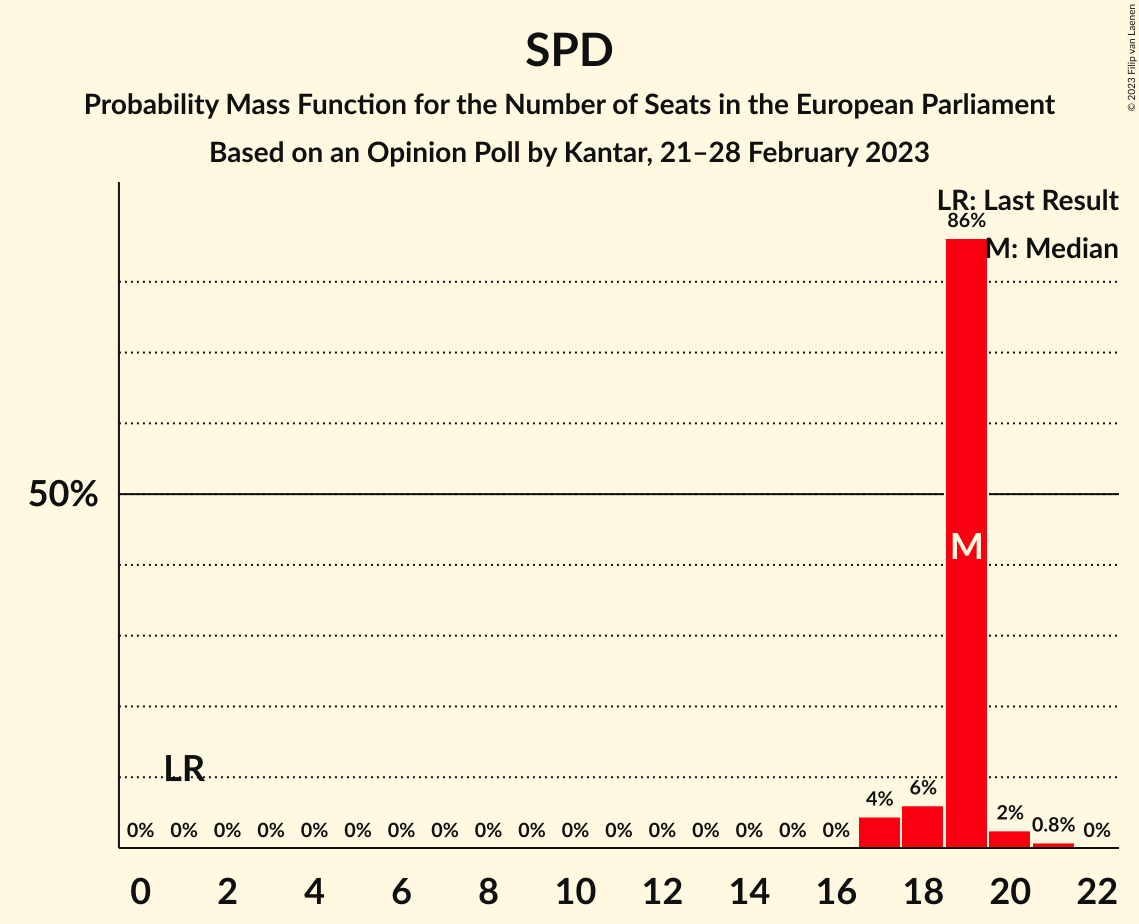 SPD
Probability Mass Function for the Number of Seats in the European Parliament
Based on an Opinion Poll by Kantar, 21–28 February 2023
© 2023 Filip van Laenen
LR: Last Result
M: Median
86%
50%
M
LR
0% 0% 0% 0% 0% 0% 0% 0% 0% 0% 0% 0% 0% 0% 0% 0% 0% 4% 6% 2% 0.8% 0%
0 2 4 6 8 10 12 14 16 18 20 22